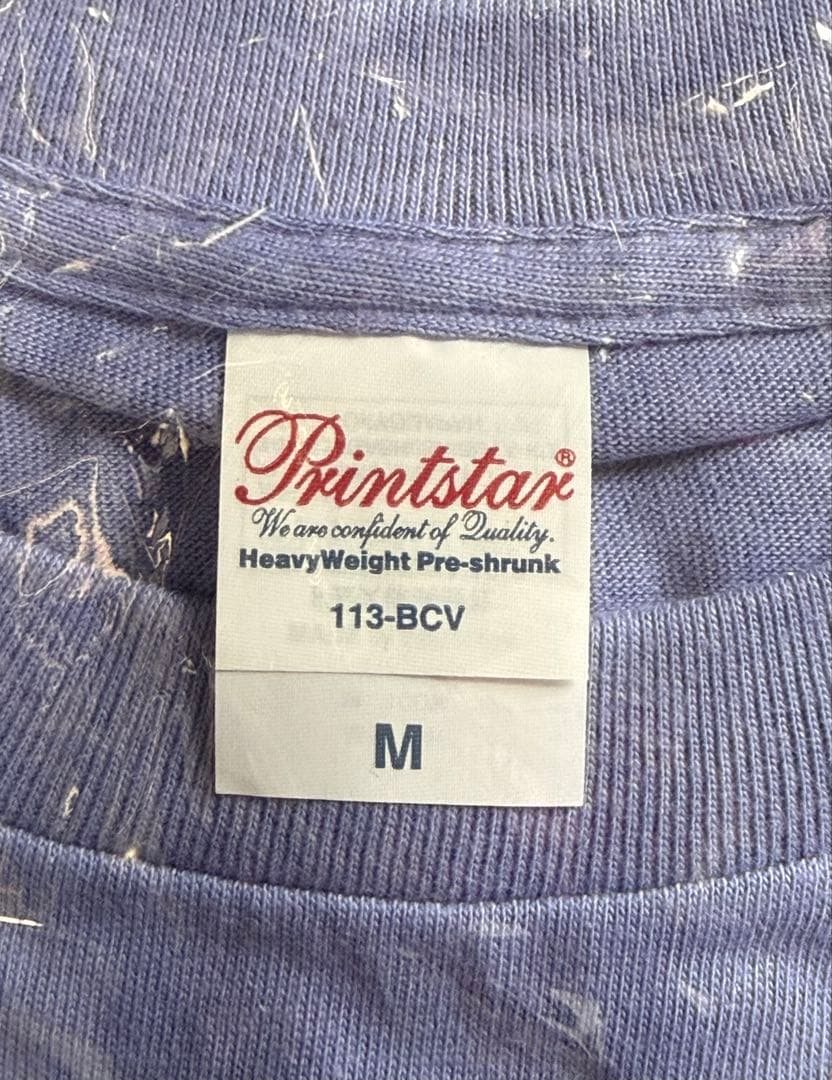 Printstar®
We are confident of Quality.
HeavyWeight Pre-shrunk
113-BCV
M